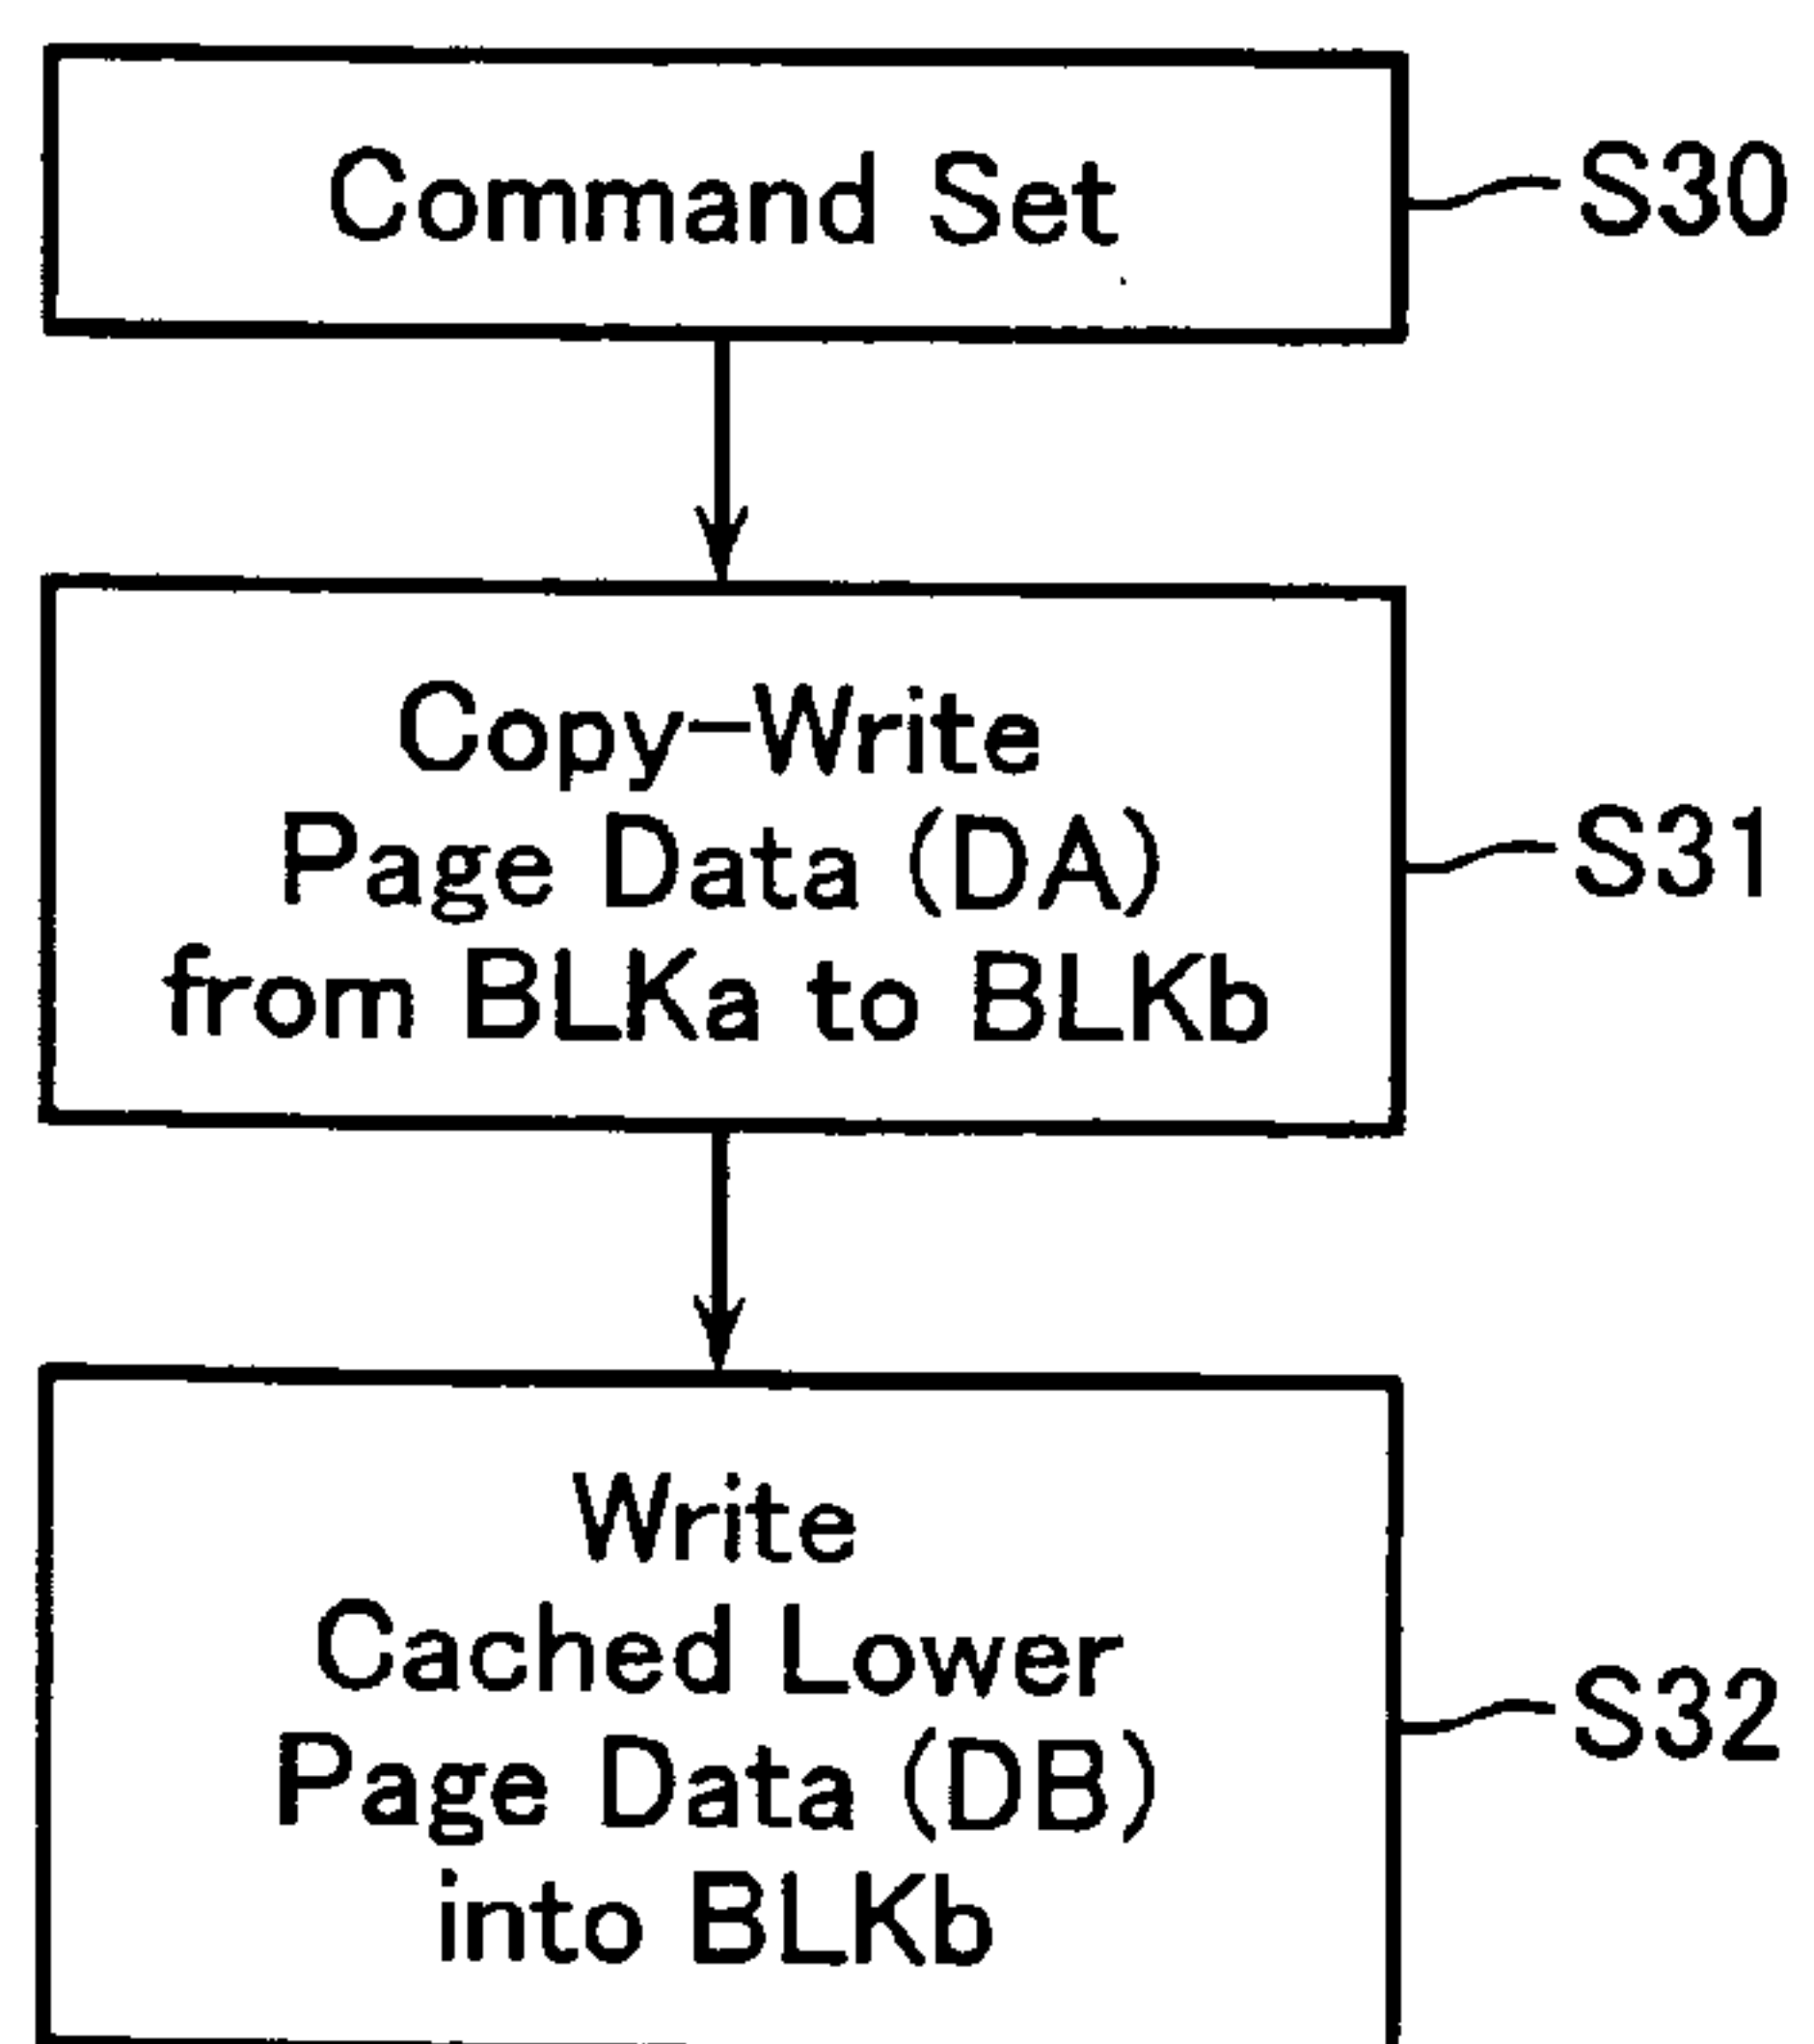 Command Set
S30
Copy-Write
Page Data (DA)
from BLKa to BLKb
S31
Write
Cached Lower
Page Data (DB)
into BLKb
S32